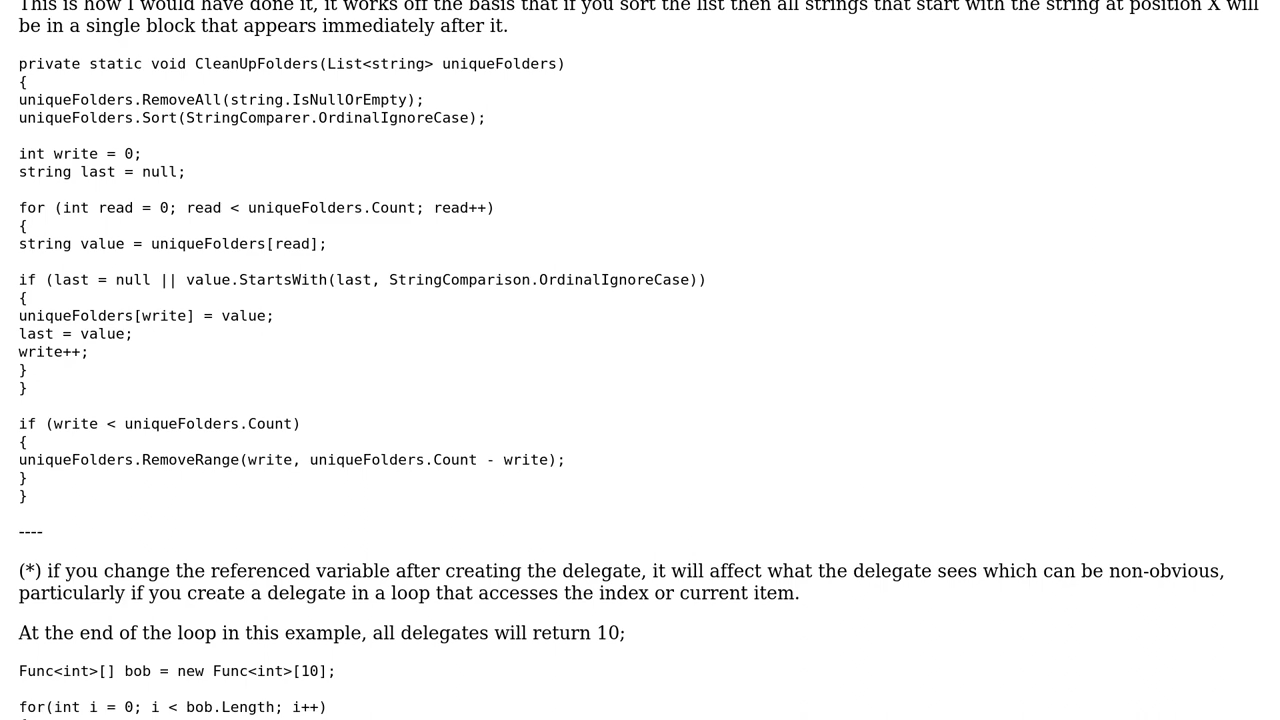 This is how I would have done it, it works off the basis that if you sort the list then all strings that start with the string at position X will
be in a single block that appears immediately after it.
private static void CleanUpFolders(List<string> uniqueFolders)
{
uniqueFolders.RemoveAll(string.IsNullOrEmpty);
uniqueFolders.Sort(StringComparer.OrdinalIgnoreCase);
int write = 0;
string last = null;
for (int read = 0; read < uniqueFolders.Count; read++)
{
string value = uniqueFolders[read];
if (last = null || value.StartsWith(last, StringComparison.OrdinalIgnoreCase))
{
uniqueFolders[write] = value;
last = value;
write++;
}
}
if (write < uniqueFolders.Count)
{
uniqueFolders.RemoveRange(write, uniqueFolders.Count - write);
}
}
----
(*) if you change the referenced variable after creating the delegate, it will affect what the delegate sees which can be non-obvious,
particularly if you create a delegate in a loop that accesses the index or current item.
At the end of the loop in this example, all delegates will return 10;
Func<int>[] bob = new Func<int>[10];
for(int i = 0; i < bob.Length; i++)